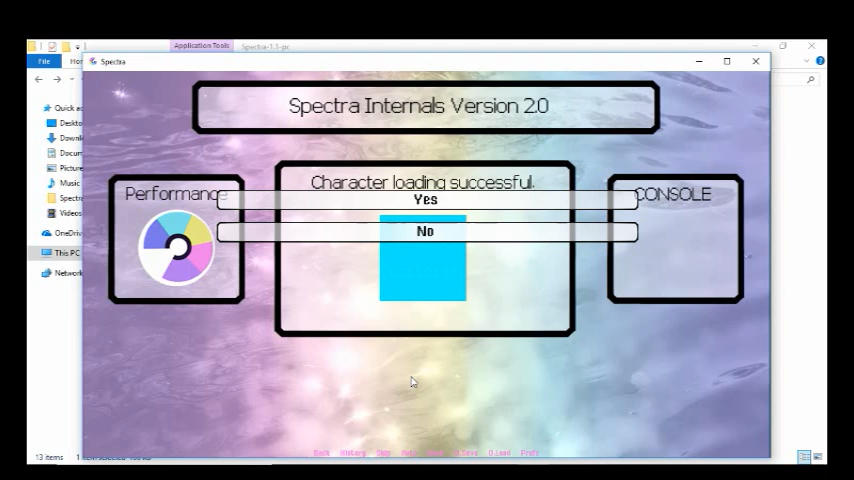 Application Tools
Spectra-1.1-pc
File
Spectra
Spectra Internals Version 2.0
Quick ac
Deskto
Downl
Docum
Picture
Music
Spectra
Videos
OneDriv
This PC
Network
Performance
Character loading successful.
CONSOLE
Yes
No
Back History Skip Auto Q.Save Q.Load Prefs
13 items